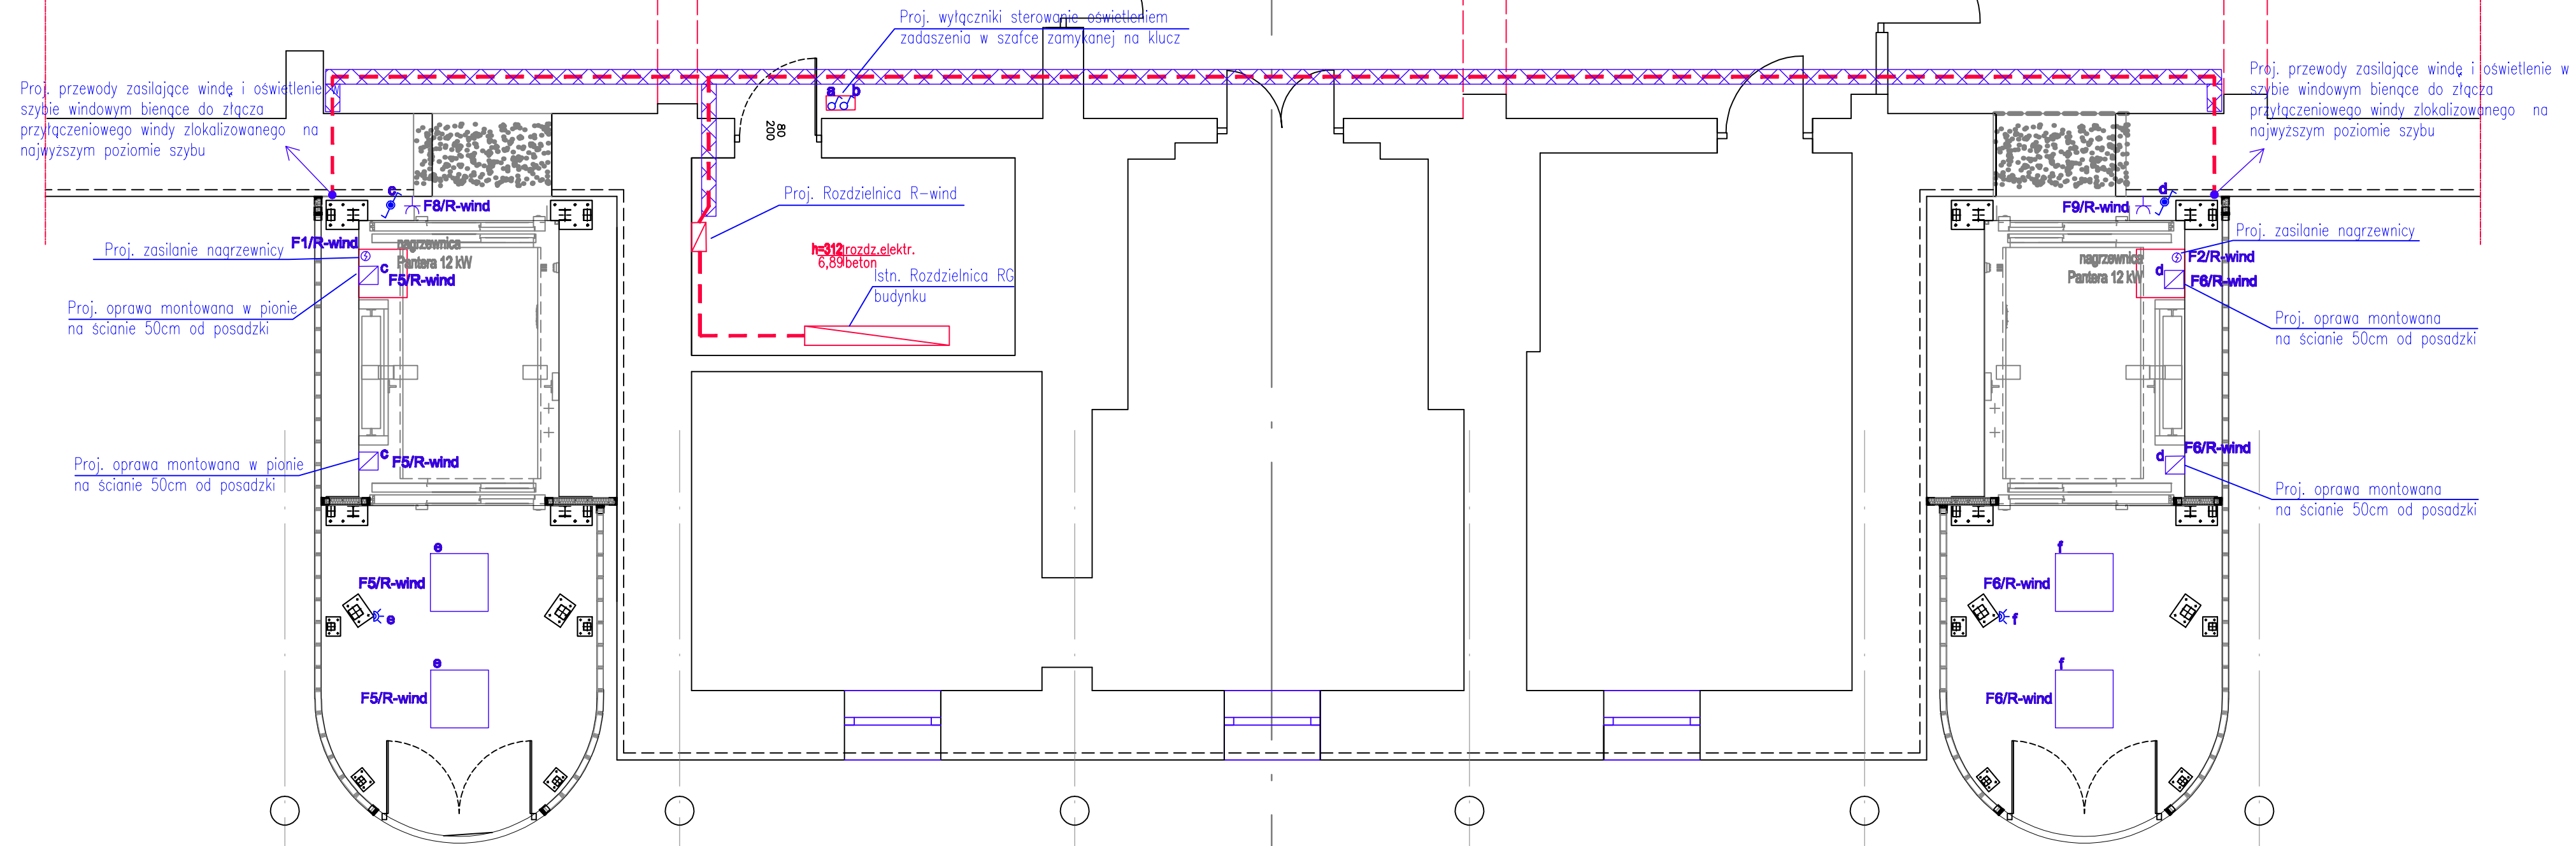 Proj. wyłączniki sterowanie oświetleniem
zadaszenia w szafce zamykanej na klucz
Proj. przewody zasilające windę i oświetlenie w
szybie windowym bienące do złącza
przyłączeniowego windy zlokalizowanego na
najwyższym poziomie szybu
Proj. przewody zasilające windę i oświetlenie w
szybie windowym bienące do złącza
przyłączeniowego windy zlokalizowanego na
najwyższym poziomie szybu
a b
80
200
c
F8/R-wind
Proj. Rozdzielnica R-wind
d
F9/R-wind
F1/R-wind
Proj. zasilanie nagrzewnicy
nagrzewnica
Pantera 12 kW
c
F5/R-wind
h=312 rozdz.elektr.
6,89 beton
Istn. Rozdzielnica RG
budynku
Proj. zasilanie nagrzewnicy
nagrzewnica
Pantera 12 kW
F2/R-wind
d
F6/R-wind
Proj. oprawa montowana w pionie
na ścianie 50cm od posadzki
Proj. oprawa montowana
na ścianie 50cm od posadzki
Proj. oprawa montowana w pionie
na ścianie 50cm od posadzki
c
F5/R-wind
F6/R-wind
d
Proj. oprawa montowana
na ścianie 50cm od posadzki
e
F5/R-wind
e
e
F5/R-wind
f
F6/R-wind
f
f
F6/R-wind